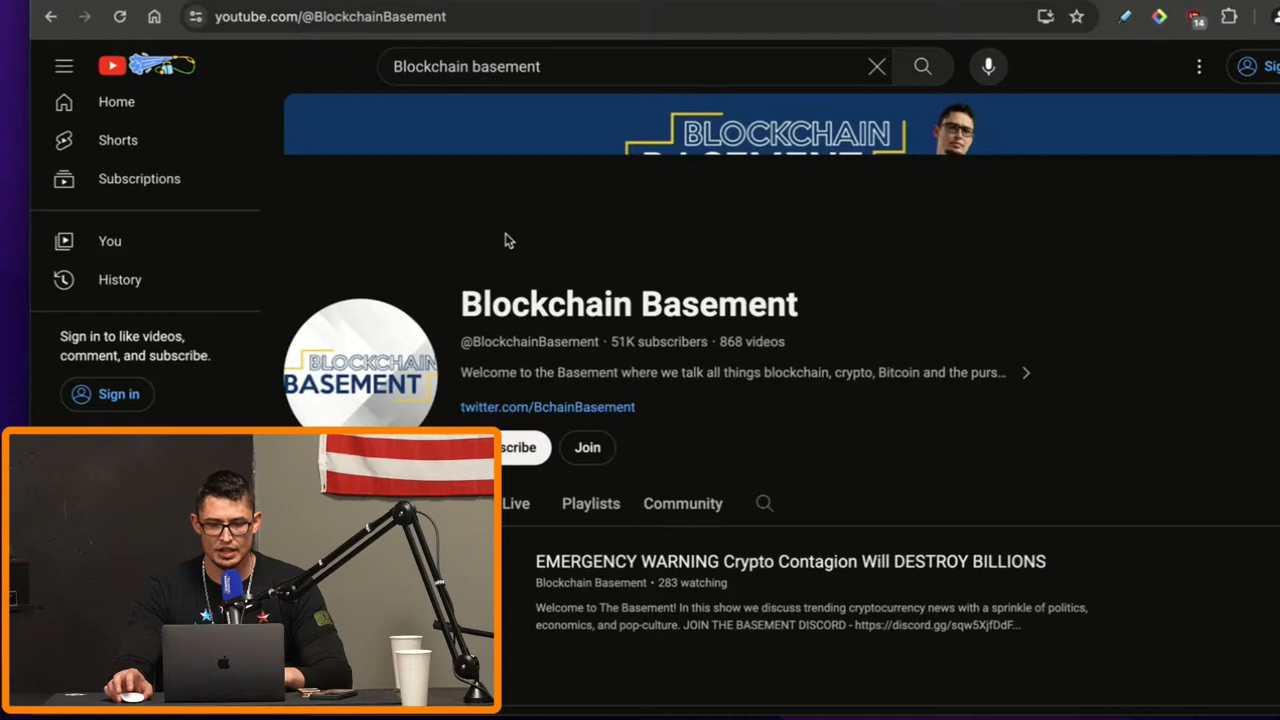 youtube.com/@BlockchainBasement
14
Blockchain basement
Home
Shorts
Subscriptions
BLOCKCHAIN
BASEMENT
You
History
Sign in to like videos,
comment, and subscribe.
Sign in
Blockchain Basement
@BlockchainBasement · 51K subscribers · 868 videos
Welcome to the Basement where we talk all things blockchain, crypto, Bitcoin and the purs...
twitter.com/BchainBasement
BLOCKCHAIN
BASEMENT
scribe
Join
Live
Playlists
Community
EMERGENCY WARNING Crypto Contagion Will DESTROY BILLIONS
Blockchain Basement • 283 watching
Welcome to The Basement! In this show we discuss trending cryptocurrency news with a sprinkle of politics,
economics, and pop-culture. JOIN THE BASEMENT DISCORD - https://discord.gg/sqw5XjfDdF...